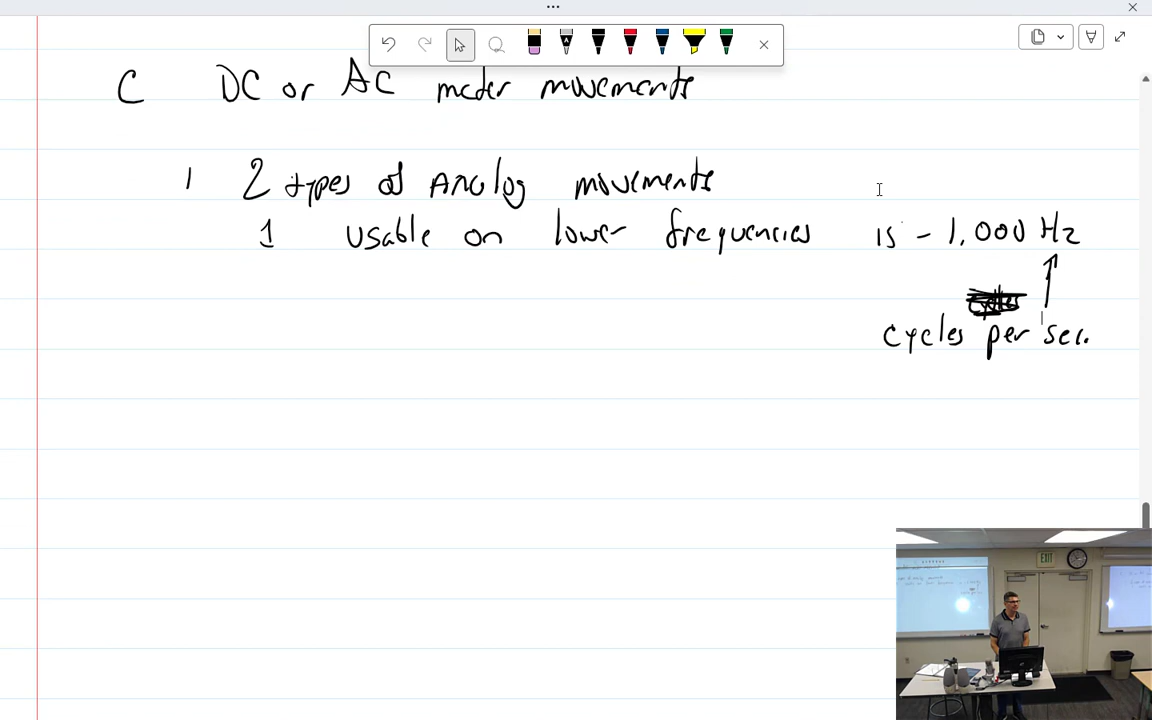 C DC or AC meter movements
1 2 types of Analog movements
1 usable on lower frequencies 15 - 1,000 Hz
cycles per sec.
EXIT